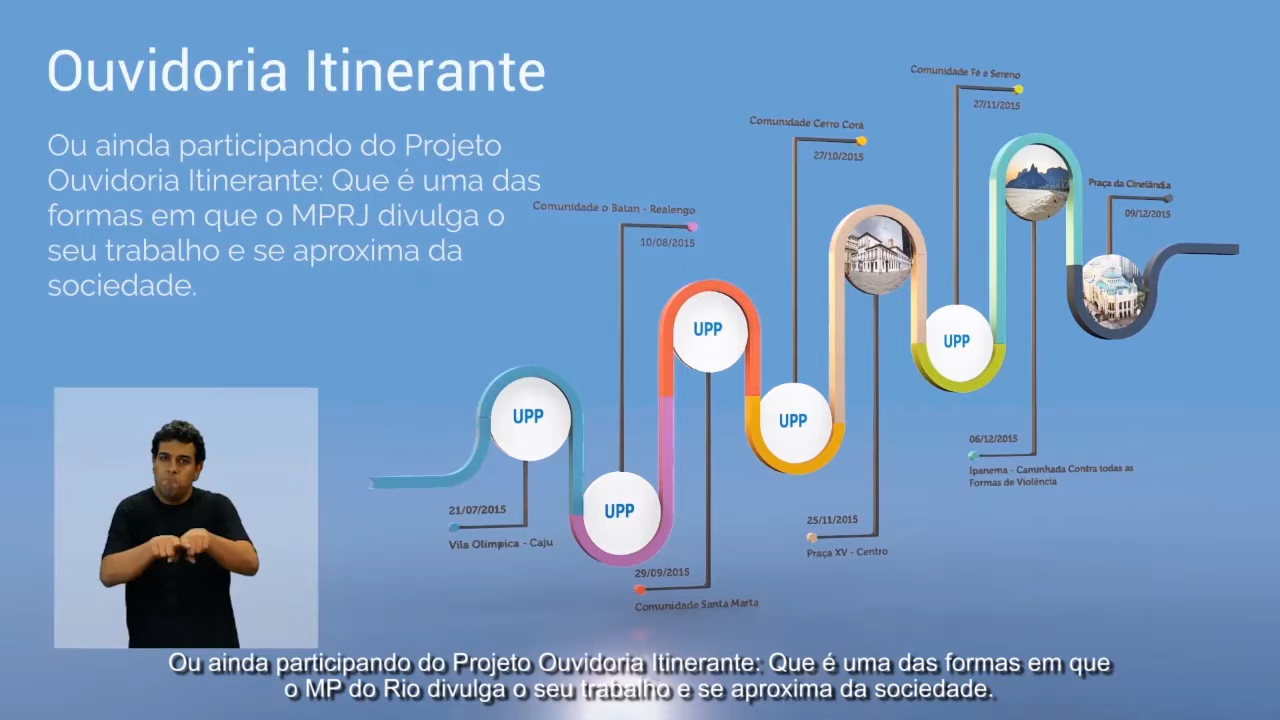 Ouvidoria Itinerante
Ou ainda participando do Projeto
Ouvidoria Itinerante: Que é uma das
formas em que o MPRJ divulga o
seu trabalho e se aproxima da
sociedade.
UPP
21/07/2015
Vila Olímpica - Caju
Comunidade o Batan - Realengo
10/08/2015
UPP
UPP
29/09/2015
Comunidade Santa Marta
Comunidade Cerro Corá
27/10/2015
UPP
25/11/2015
Praça XV - Centro
Comunidade Fé e Sereno
27/11/2015
UPP
06/12/2015
Ipanema - Caminhada Contra todas as
Formas de Violência
Praça da Cinelândia
09/12/2015
Ou ainda participando do Projeto Ouvidoria Itinerante: Que é uma das formas em que
o MP do Rio divulga o seu trabalho e se aproxima da sociedade.